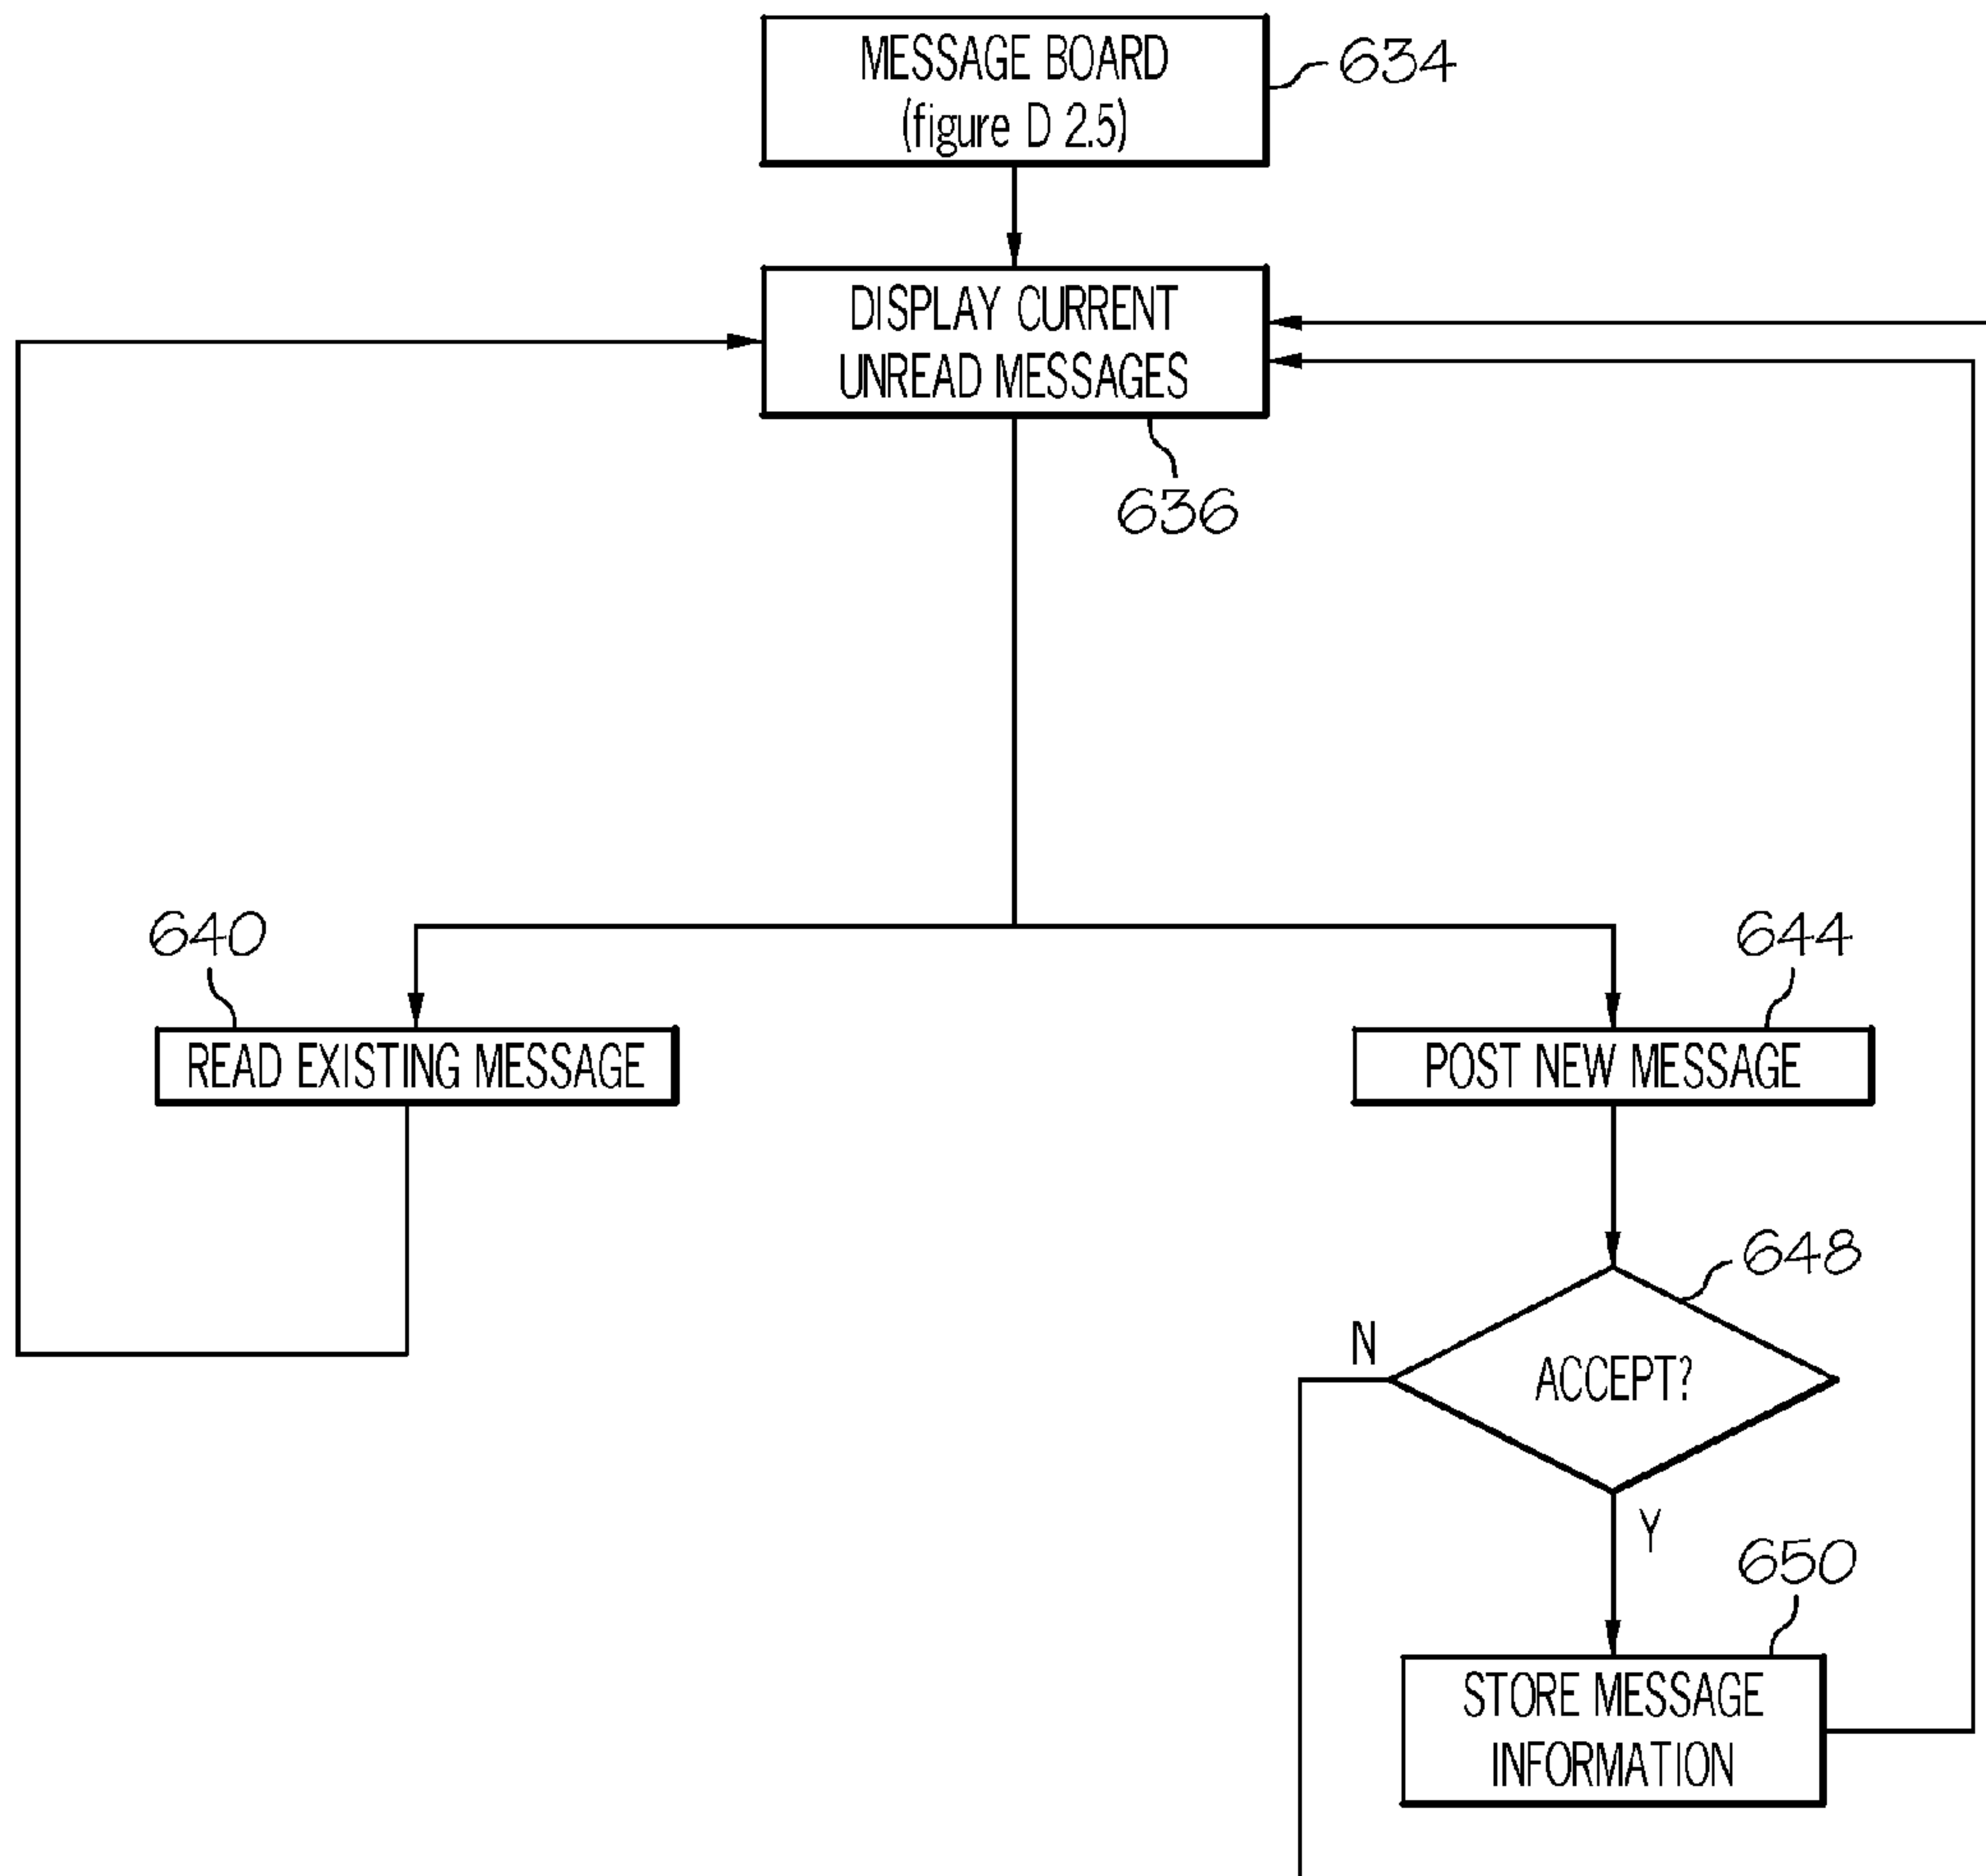 MESSAGE BOARD
(figure D 2.5)
634
DISPLAY CURRENT
UNREAD MESSAGES
636
640
644
READ EXISTING MESSAGE
POST NEW MESSAGE
648
N
ACCEPT?
Y
650
STORE MESSAGE
INFORMATION